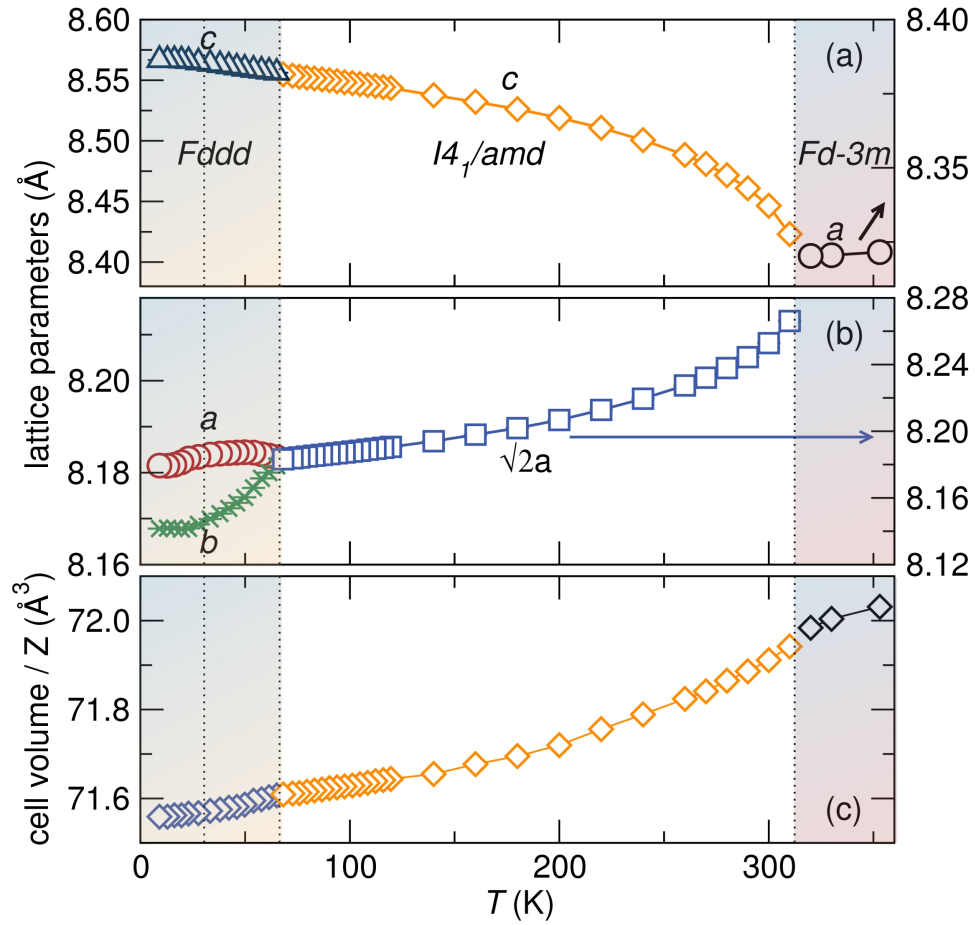 8.60
8.55
8.50
8.45
8.40
8.40
8.35
c
c
(a)
Fddd
I4₁/amd
Fd-3m
a
lattice parameters (Å)
8.20
8.18
8.16
8.28
8.24
8.20
8.16
8.12
(b)
a
b
√2a
cell volume / Z (Å³)
72.0
71.8
71.6
(c)
0
100
200
300
T (K)